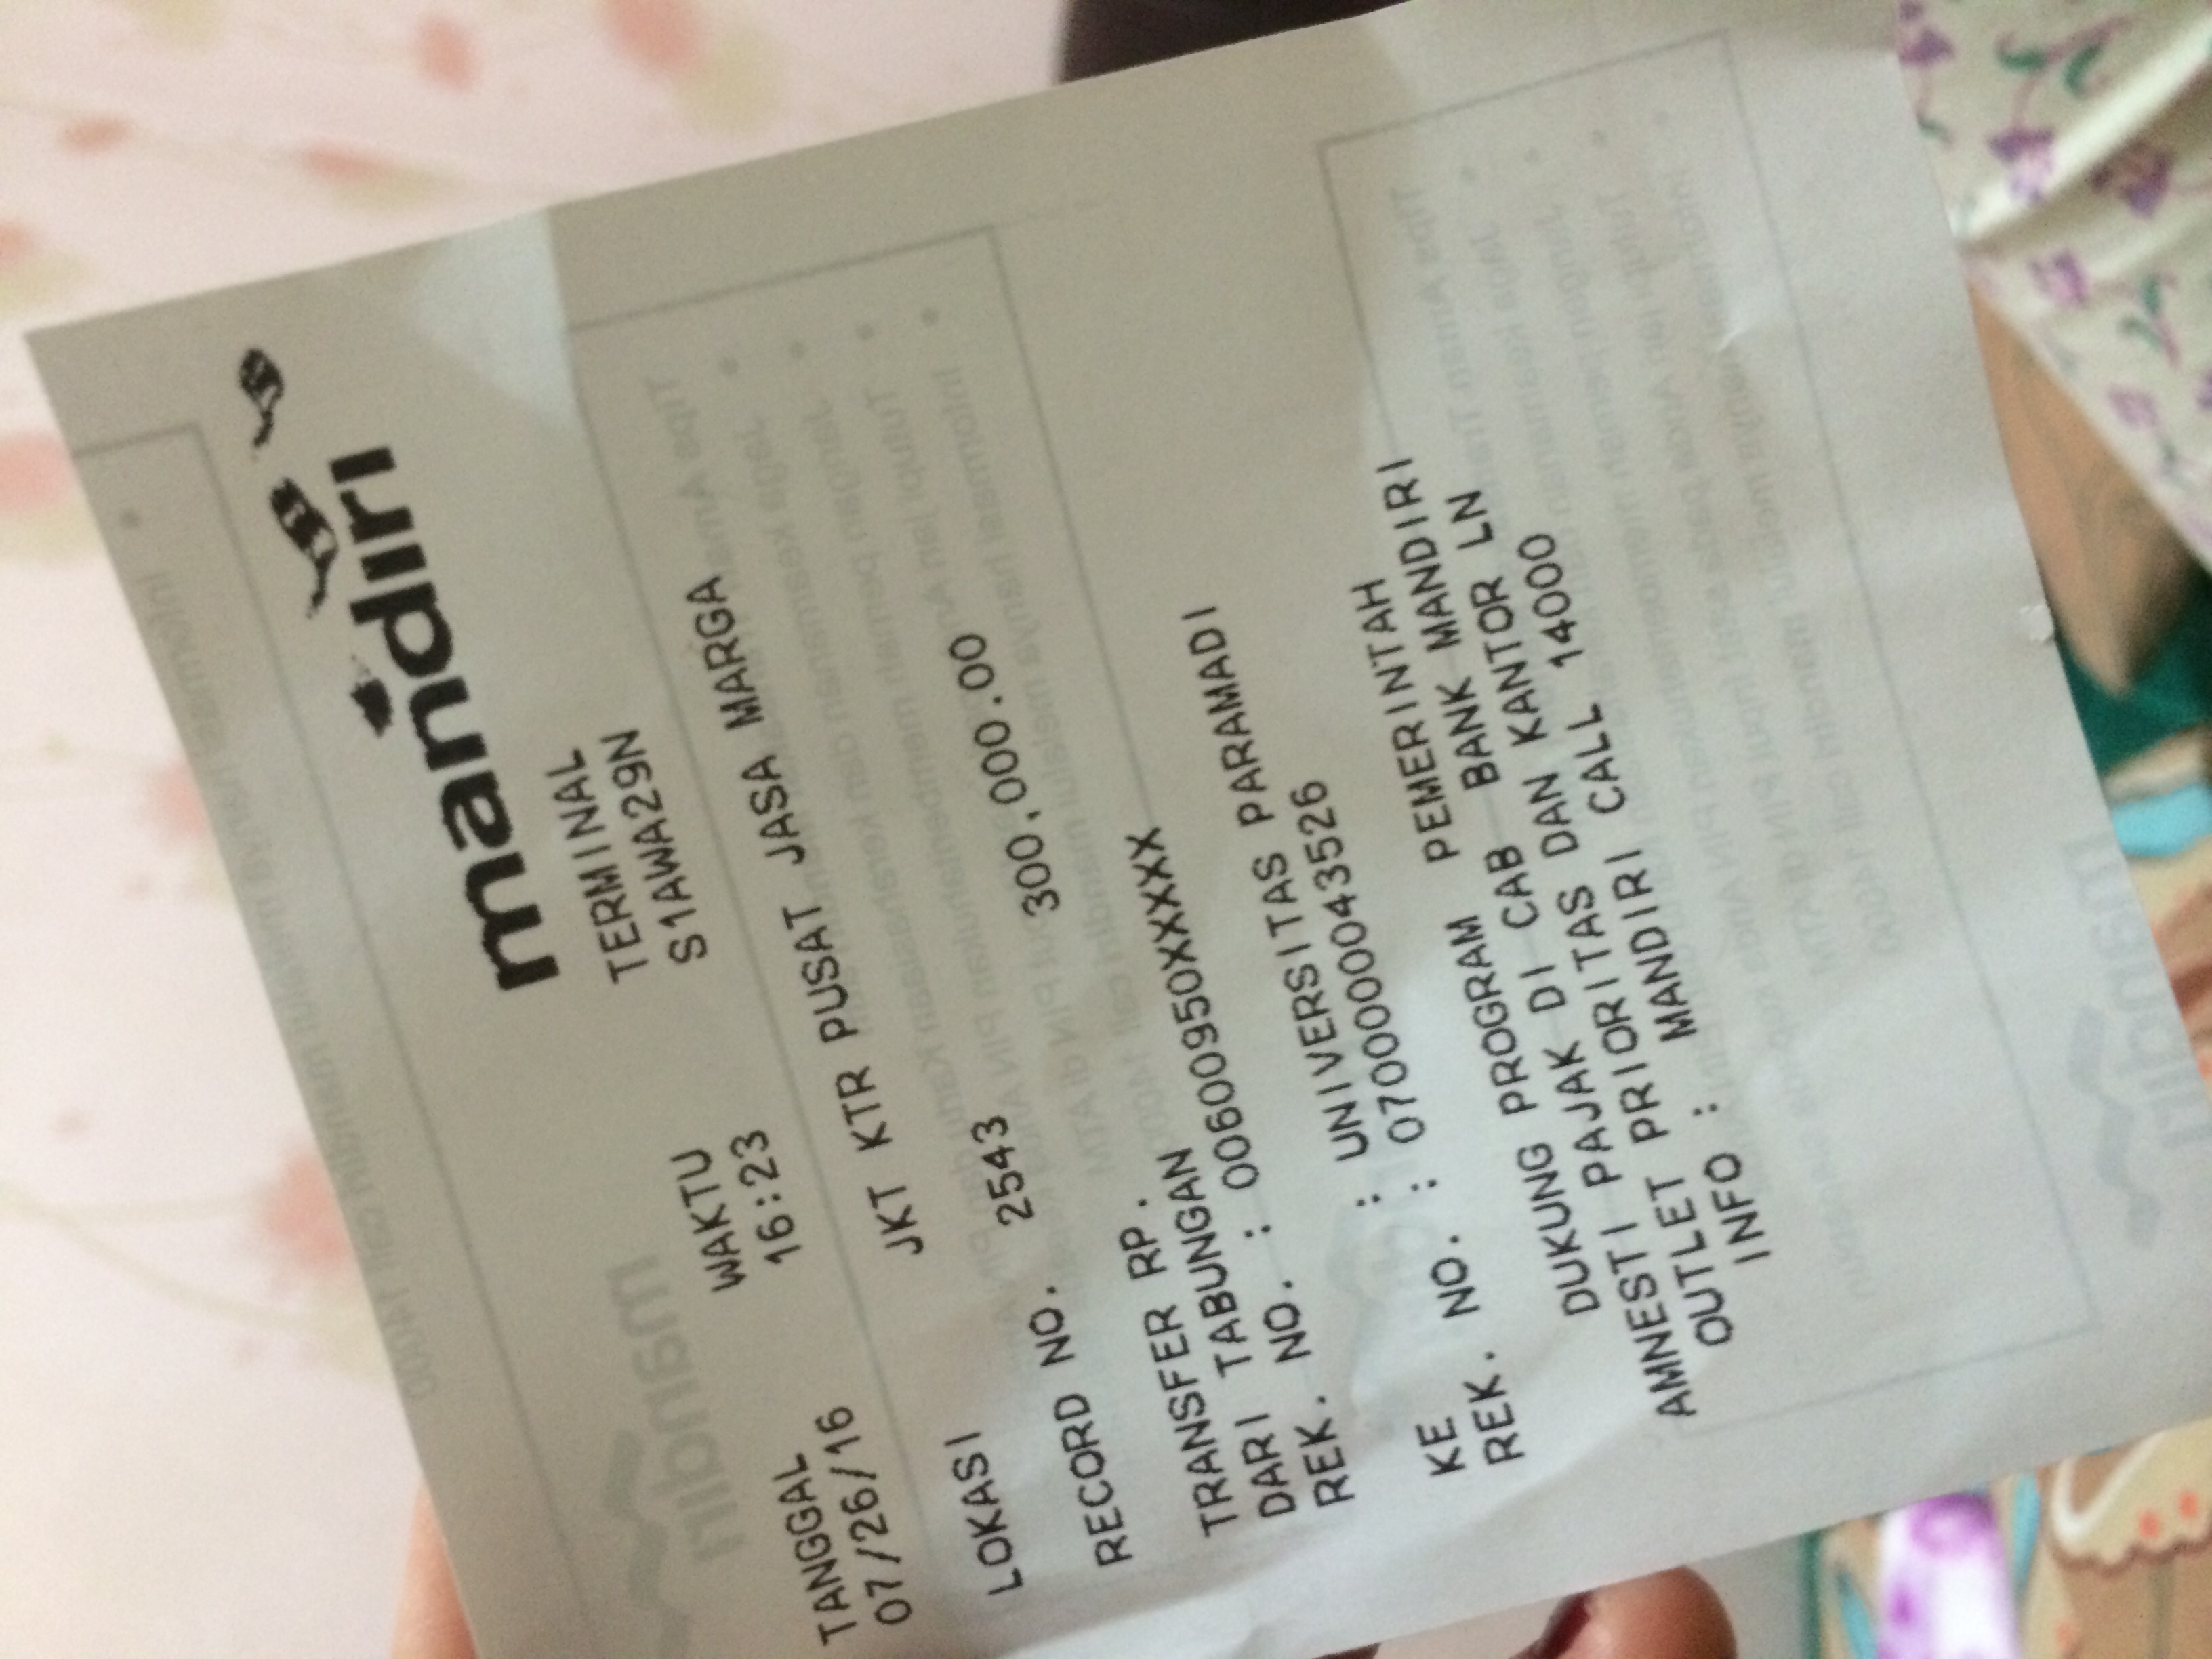 mandiri
TANGGAL WAKTU TERMINAL
07/26/16 16:23 S1AWA29N
LOKASI JKT KTR PUSAT JASA MARGA
RECORD NO. 2543
TRANSFER RP. 300,000.00
DARI TABUNGAN
REK. NO. : 00600950XXXXX
KE : UNIVERSITAS PARAMADI
REK. NO. : 0700000043526
DUKUNG PROGRAM PEMERINTAH
AMNESTI PAJAK DI CAB BANK MANDIRI
OUTLET PRIORITAS DAN KANTOR LN
INFO : MANDIRI CALL 14000